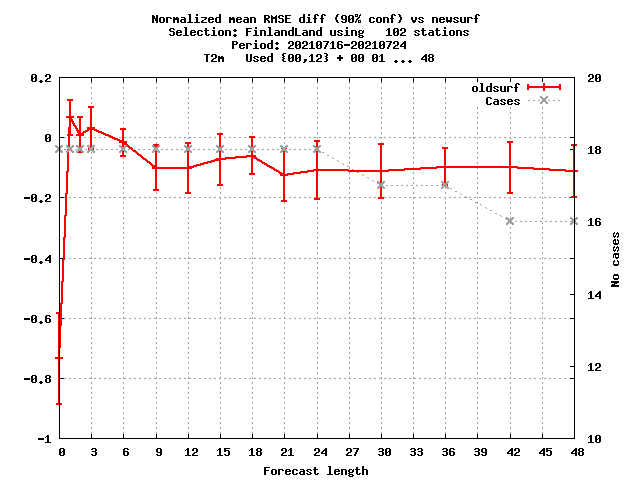 Normalized mean RMSE diff (90% conf) vs newsurf
Selection: FinlandLand using   102 stations
Period: 20210716-20210724
T2m   Used {00,12} + 00 01 ... 48
oldsurf
Cases
0.2
0
-0.2
-0.4
-0.6
-0.8
-1
20
18
16
14
12
10
No cases
0 3 6 9 12 15 18 21 24 27 30 33 36 39 42 45 48
Forecast length